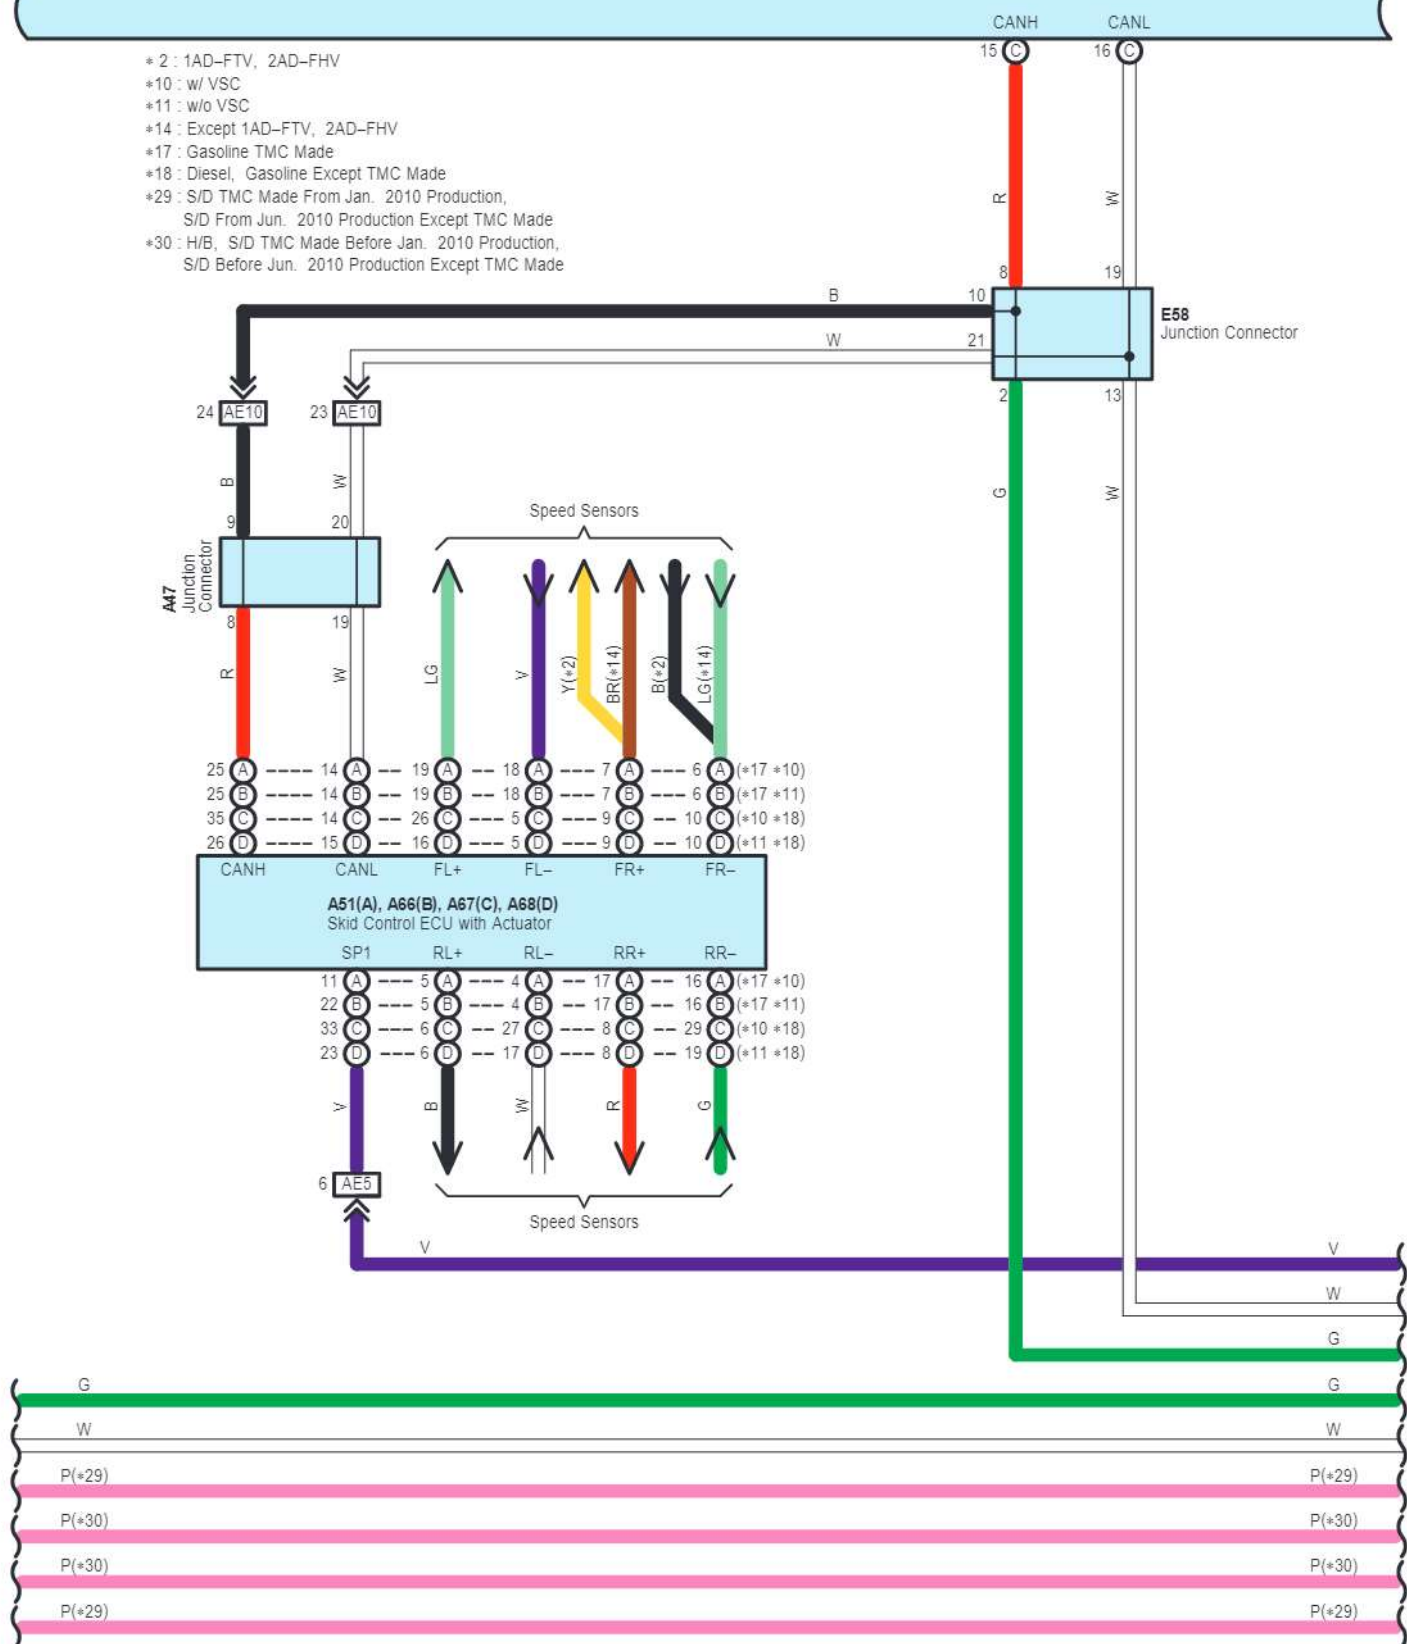 CANH CANL
15 C 16 C
∗ 2 : 1AD–FTV, 2AD–FHV
∗10 : w/ VSC
∗11 : w/o VSC
∗14 : Except 1AD–FTV, 2AD–FHV
∗17 : Gasoline TMC Made
∗18 : Diesel, Gasoline Except TMC Made
∗29 : S/D TMC Made From Jan. 2010 Production,
S/D From Jun. 2010 Production Except TMC Made
∗30 : H/B, S/D TMC Made Before Jan. 2010 Production,
S/D Before Jun. 2010 Production Except TMC Made
R W
8 19
B 10
E58
Junction Connector
W 21
2 13
24 AE10 23 AE10
B W
G W
Speed Sensors
9 20
A47
Junction
Connector
8 19
R W LG V Y(∗2) BR(∗14) B(∗2) LG(∗14)
25 A 14 A 19 A 18 A 7 A 6 A (∗17 ∗10)
25 B 14 B 19 B 18 B 7 B 6 B (∗17 ∗11)
35 C 14 C 26 C 5 C 9 C 10 C (∗10 ∗18)
26 D 15 D 16 D 5 D 9 D 10 D (∗11 ∗18)
CANH CANL FL+ FL– FR+ FR–
A51(A), A66(B), A67(C), A68(D)
Skid Control ECU with Actuator
SP1 RL+ RL– RR+ RR–
11 A 5 A 4 A 17 A 16 A (∗17 ∗10)
22 B 5 B 4 B 17 B 16 B (∗17 ∗11)
33 C 6 C 27 C 8 C 29 C (∗10 ∗18)
23 D 6 D 17 D 8 D 19 D (∗11 ∗18)
V B W R G
6 AE5
Speed Sensors
V V
W
G
G G
W W
P(∗29) P(∗29)
P(∗30) P(∗30)
P(∗30) P(∗30)
P(∗29) P(∗29)